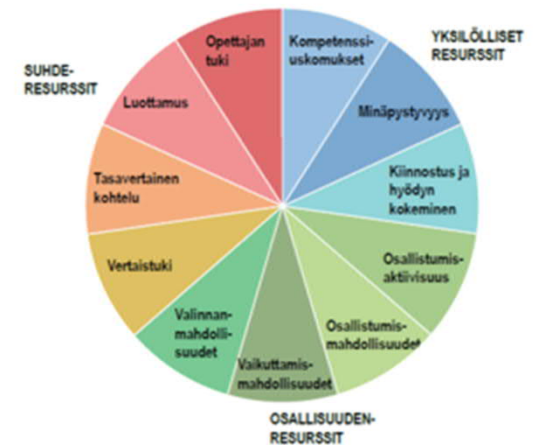 YKSILÖLLISET
RESURSSIT
Kompetenssi-
uskomukset
Minäpystyvyys
Kiinnostus ja
hyödyn
kokeminen
Osallistumis-
aktiivisuus
Osallistumis-
mahdollisuudet
OSALLISUUDEN-
RESURSSIT
Vaikuttamis-
mahdollisuudet
Valinnan-
mahdolli-
suudet
Vertaistuki
Tasavertainen
kohtelu
SUHDE-
RESURSSIT
Luottamus
Opettajan
tuki